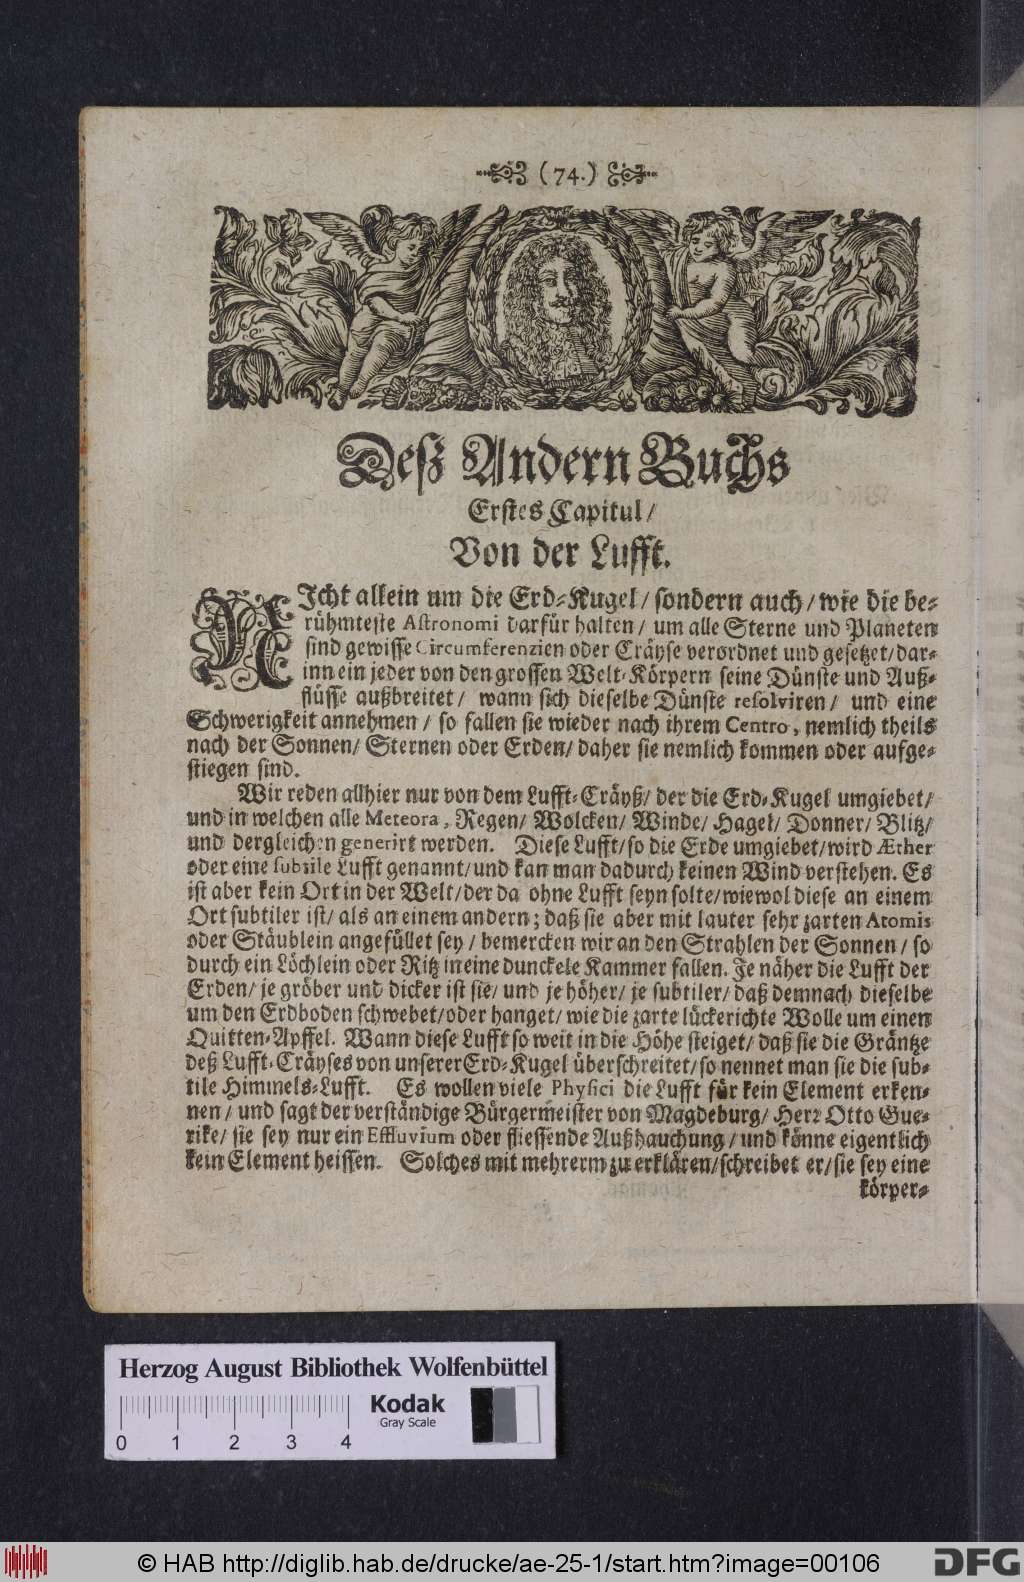 (74.)
Deß Andern Buchs
Erstes Capitul/
Von der Lufft.
NIcht allein um die Erd-Kugel/ sondern auch/ wie die be-
rühmteste Astronomi darfür halten/ um alle Sterne und Planeten
sind gewisse Circumferenzien oder Cräyse verordnet und gesetzet/ dar-
inn ein jeder von den grossen Welt-Körpern seine Dünste und Auß-
flüsse außbreitet/ wann sich dieselbe Dünste resolviren/ und eine
Schwerigkeit annehmen/ so fallen sie wieder nach ihrem Centro, nemlich theils
nach der Sonnen/ Sternen oder Erden/ daher sie nemlich kommen oder aufge-
stiegen sind.
Wir reden allhier nur von dem Lufft-Cräyß/ der die Erd-Kugel umgiebet/
und in welchen alle Meteora, Regen/ Wolcken/ Winde/ Hagel/ Donner/ Blitz/
und dergleichen generirt werden. Diese Lufft/ so die Erde umgiebet/ wird Æther
oder eine subtile Lufft genannt/ und kan man dadurch keinen Wind verstehen. Es
ist aber kein Ort in der Welt/ der da ohne Lufft seyn solte/ wiewol diese an einem
Ort subtiler ist/ als an einem andern; daß sie aber mit lauter sehr zarten Atomis
oder Stäublein angefüllet sey/ bemercken wir an den Strahlen der Sonnen/ so
durch ein Löchlein oder Ritz in eine dunckele Kammer fallen. Je näher die Lufft der
Erden/ je gröber und dicker ist sie/ und je höher/ je subtiler/ daß demnach dieselbe
um den Erdboden schwebet/ oder hanget/ wie die zarte lückerichte Wolle um einen
Quitten-Apffel. Wann diese Lufft so weit in die Höhe steiget/ daß sie die Gräntze
deß Lufft-Cräyses von unserer Erd-Kugel überschreitet/ so nennet man sie die sub-
tile Himmels-Lufft. Es wollen viele Physici die Lufft für kein Element erken-
nen/ und sagt der verständige Bürgermeister von Magdeburg/ Herr Otto Gue-
rike/ sie sey nur ein Effluvium oder fliessende Außhauchung/ und könne eigentlich
kein Element heissen. Solches mit mehrerm zu erklären/ schreibet er/ sie sey eine
körper-
Herzog August Bibliothek Wolfenbüttel
Kodak
Gray Scale
0 1 2 3 4
© HAB http://diglib.hab.de/drucke/ae-25-1/start.htm?image=00106
DFG